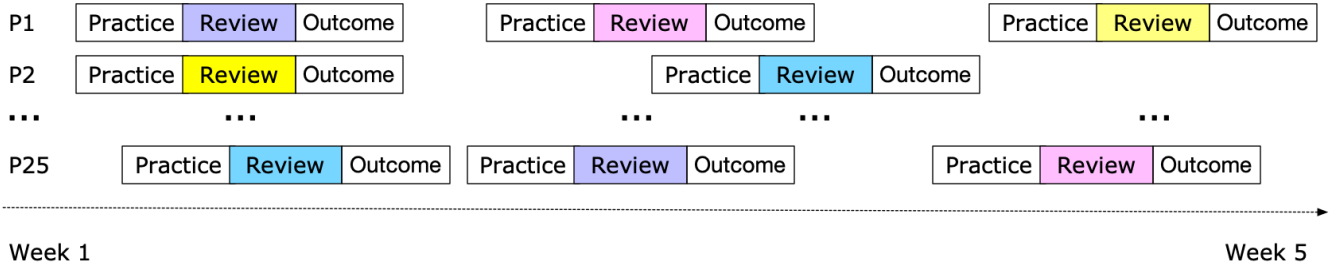 P1 Practice Review Outcome Practice Review Outcome Practice Review Outcome
P2 Practice Review Outcome Practice Review Outcome
... ... ... ... ...
P25 Practice Review Outcome Practice Review Outcome Practice Review Outcome
Week 1 Week 5